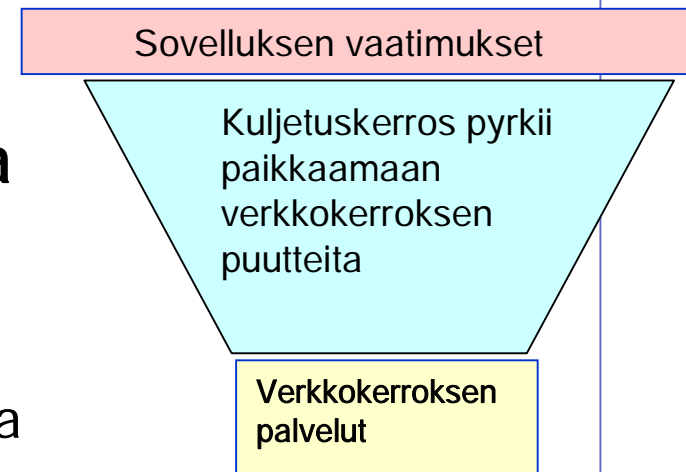 Sovelluksen vaatimukset
Kuljetuskerros pyrkii
paikkaamaan
verkkokerroksen
puutteita
a
Verkkokerroksen
palvelut
a